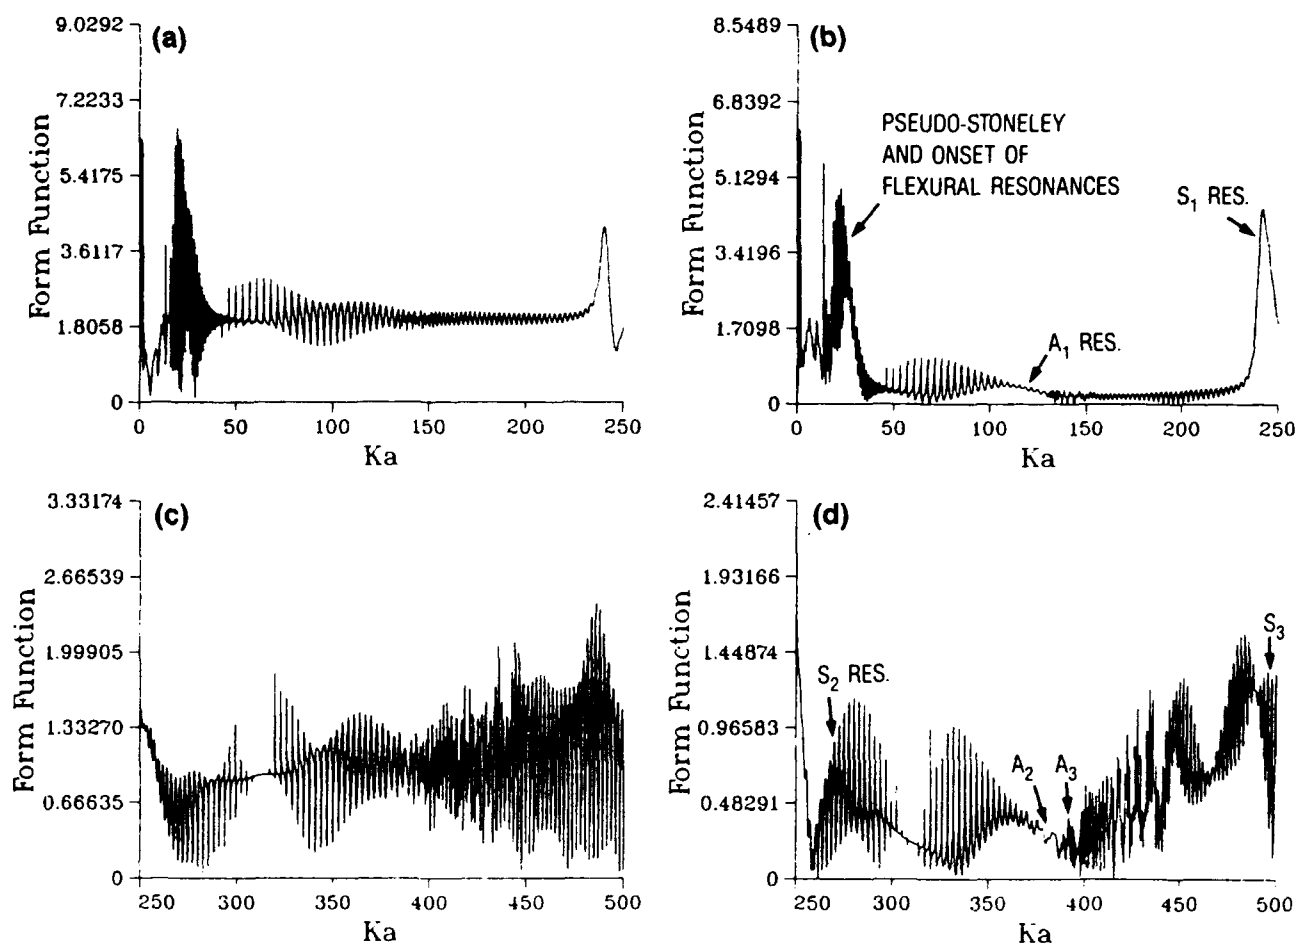 (a)
9.0292
7.2233
5.4175
3.6117
1.8058
0
Form Function
0 50 100 150 200 250
Ka
(b)
8.5489
6.8392
5.1294
3.4196
1.7098
0
Form Function
PSEUDO-STONELEY
AND ONSET OF
FLEXURAL RESONANCES
S1 RES.
A1 RES.
0 50 100 150 200 250
Ka
(c)
3.33174
2.66539
1.99905
1.33270
0.66635
0
Form Function
250 300 350 400 450 500
Ka
(d)
2.41457
1.93166
1.44874
0.96583
0.48291
0
Form Function
S2 RES.
A2
A3
S3
250 300 350 400 450 500
Ka